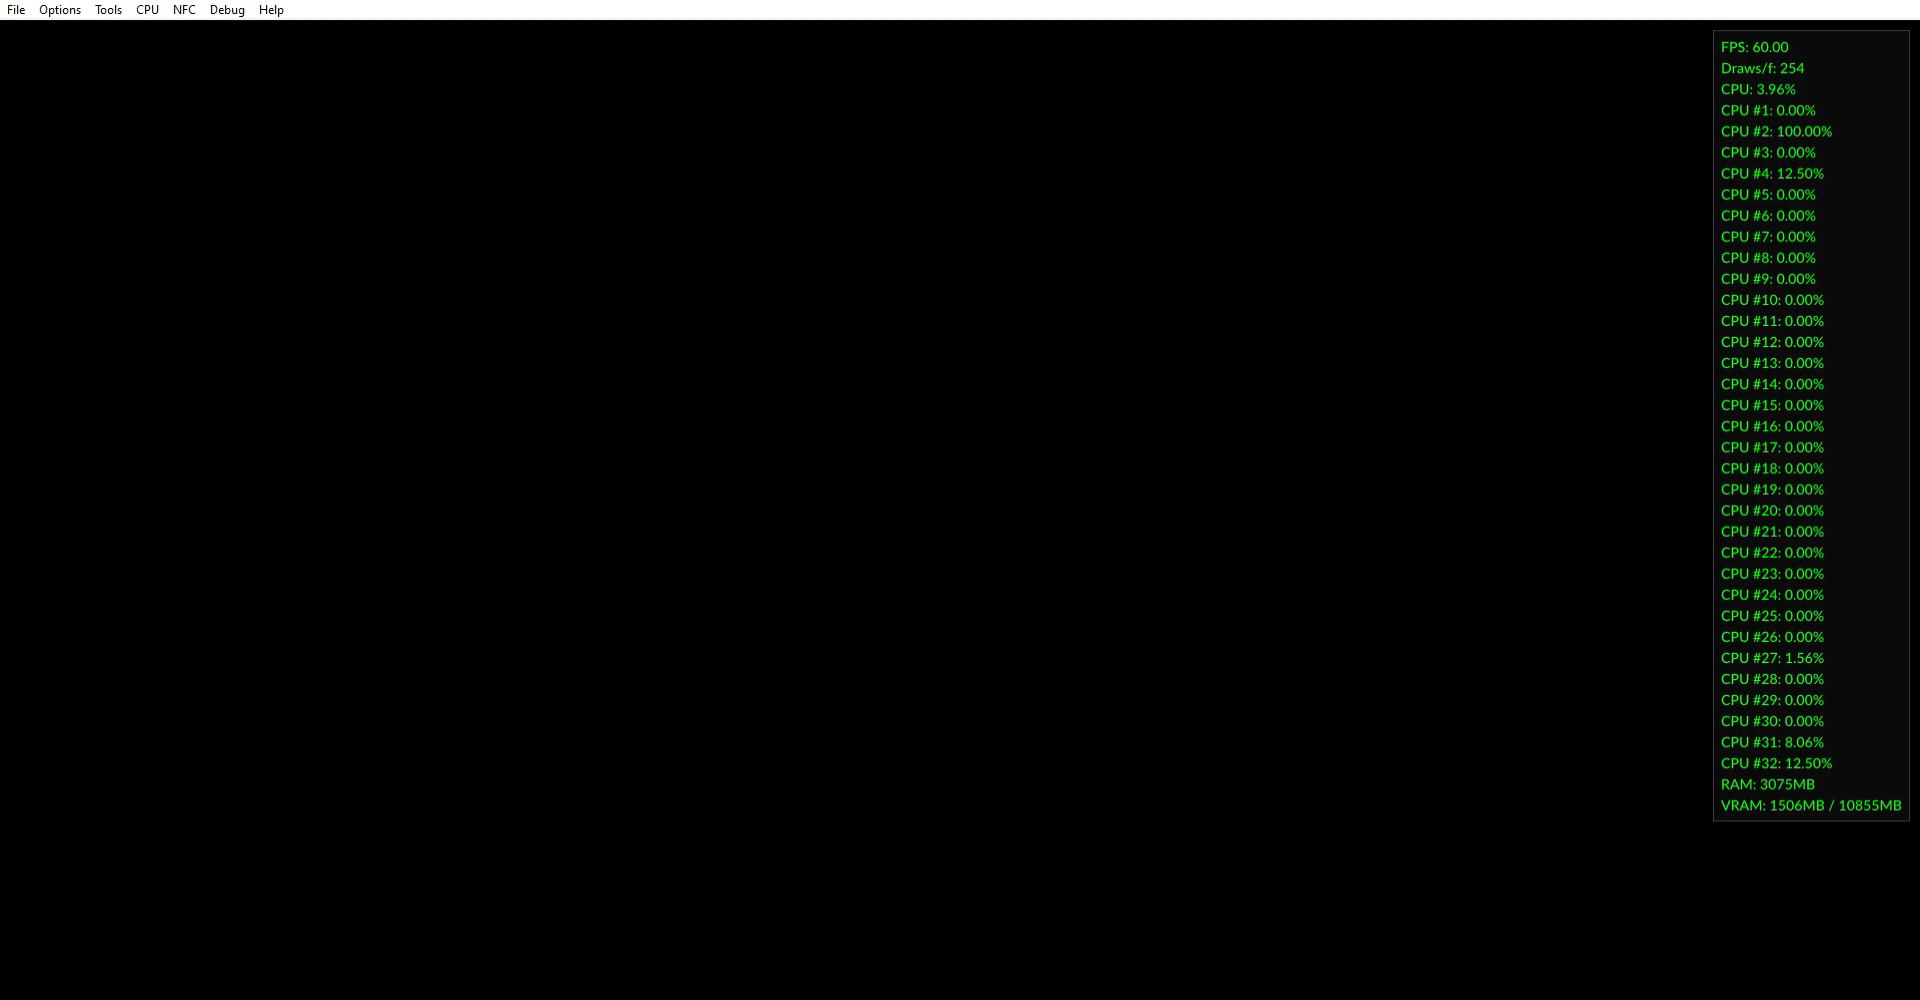 File Options Tools CPU NFC Debug Help
FPS: 60.00
Draws/f: 254
CPU: 3.96%
CPU #1: 0.00%
CPU #2: 100.00%
CPU #3: 0.00%
CPU #4: 12.50%
CPU #5: 0.00%
CPU #6: 0.00%
CPU #7: 0.00%
CPU #8: 0.00%
CPU #9: 0.00%
CPU #10: 0.00%
CPU #11: 0.00%
CPU #12: 0.00%
CPU #13: 0.00%
CPU #14: 0.00%
CPU #15: 0.00%
CPU #16: 0.00%
CPU #17: 0.00%
CPU #18: 0.00%
CPU #19: 0.00%
CPU #20: 0.00%
CPU #21: 0.00%
CPU #22: 0.00%
CPU #23: 0.00%
CPU #24: 0.00%
CPU #25: 0.00%
CPU #26: 0.00%
CPU #27: 1.56%
CPU #28: 0.00%
CPU #29: 0.00%
CPU #30: 0.00%
CPU #31: 8.06%
CPU #32: 12.50%
RAM: 3075MB
VRAM: 1506MB / 10855MB